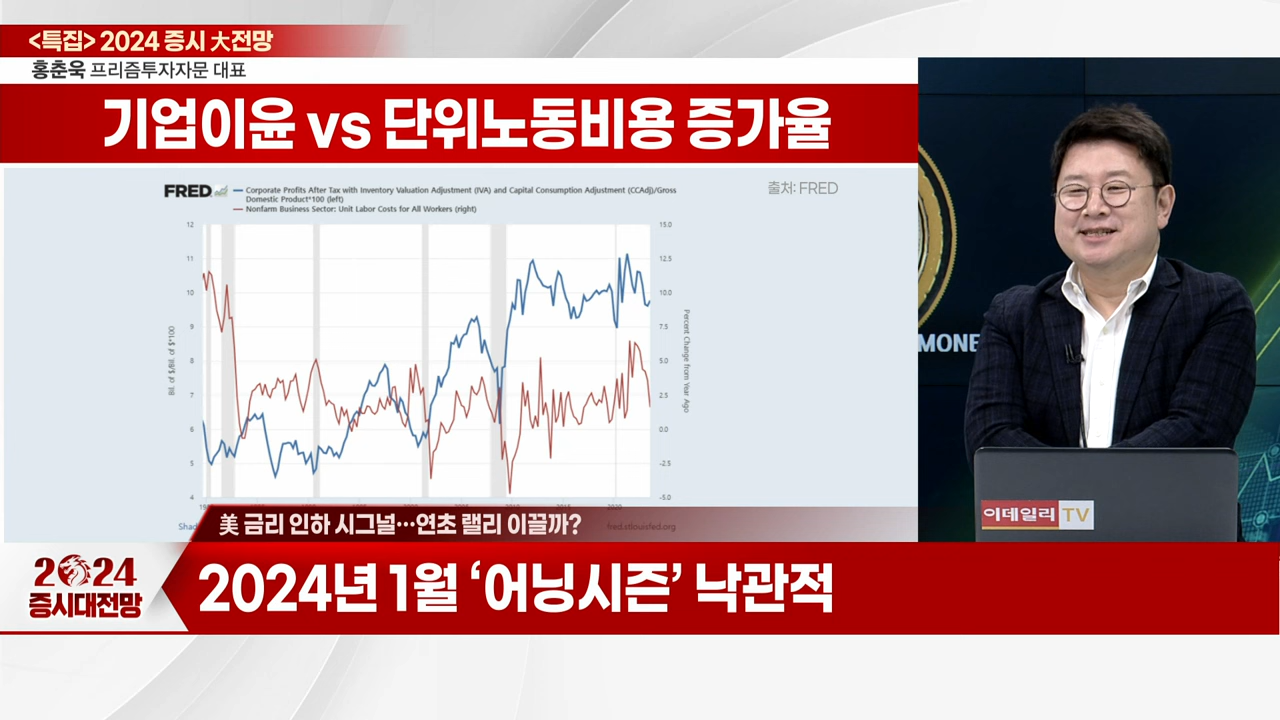 <특집> 2024 증시 大전망
홍춘욱 프리즘투자자문 대표
기업이윤 vs 단위노동비용 증가율
출처: FRED
FRED
Corporate Profits After Tax with Inventory Valuation Adjustment (IVA) and Capital Consumption Adjustment (CCAdj)/Gross
Domestic Product*100 (left)
Nonfarm Business Sector: Unit Labor Costs for All Workers (right)
12
10
9
8
7
6
5
4
Bil. of $/Bil. of $*100
15.0
12.5
10.0
7.5
5.0
2.5
0.0
-2.5
-5.0
Percent Change from Year Ago
fred.stlouisfed.org
MONE
이데일리 TV
美 금리 인하 시그널…연초 랠리 이끌까?
2024
증시대전망
2024년 1월 ‘어닝시즌’ 낙관적